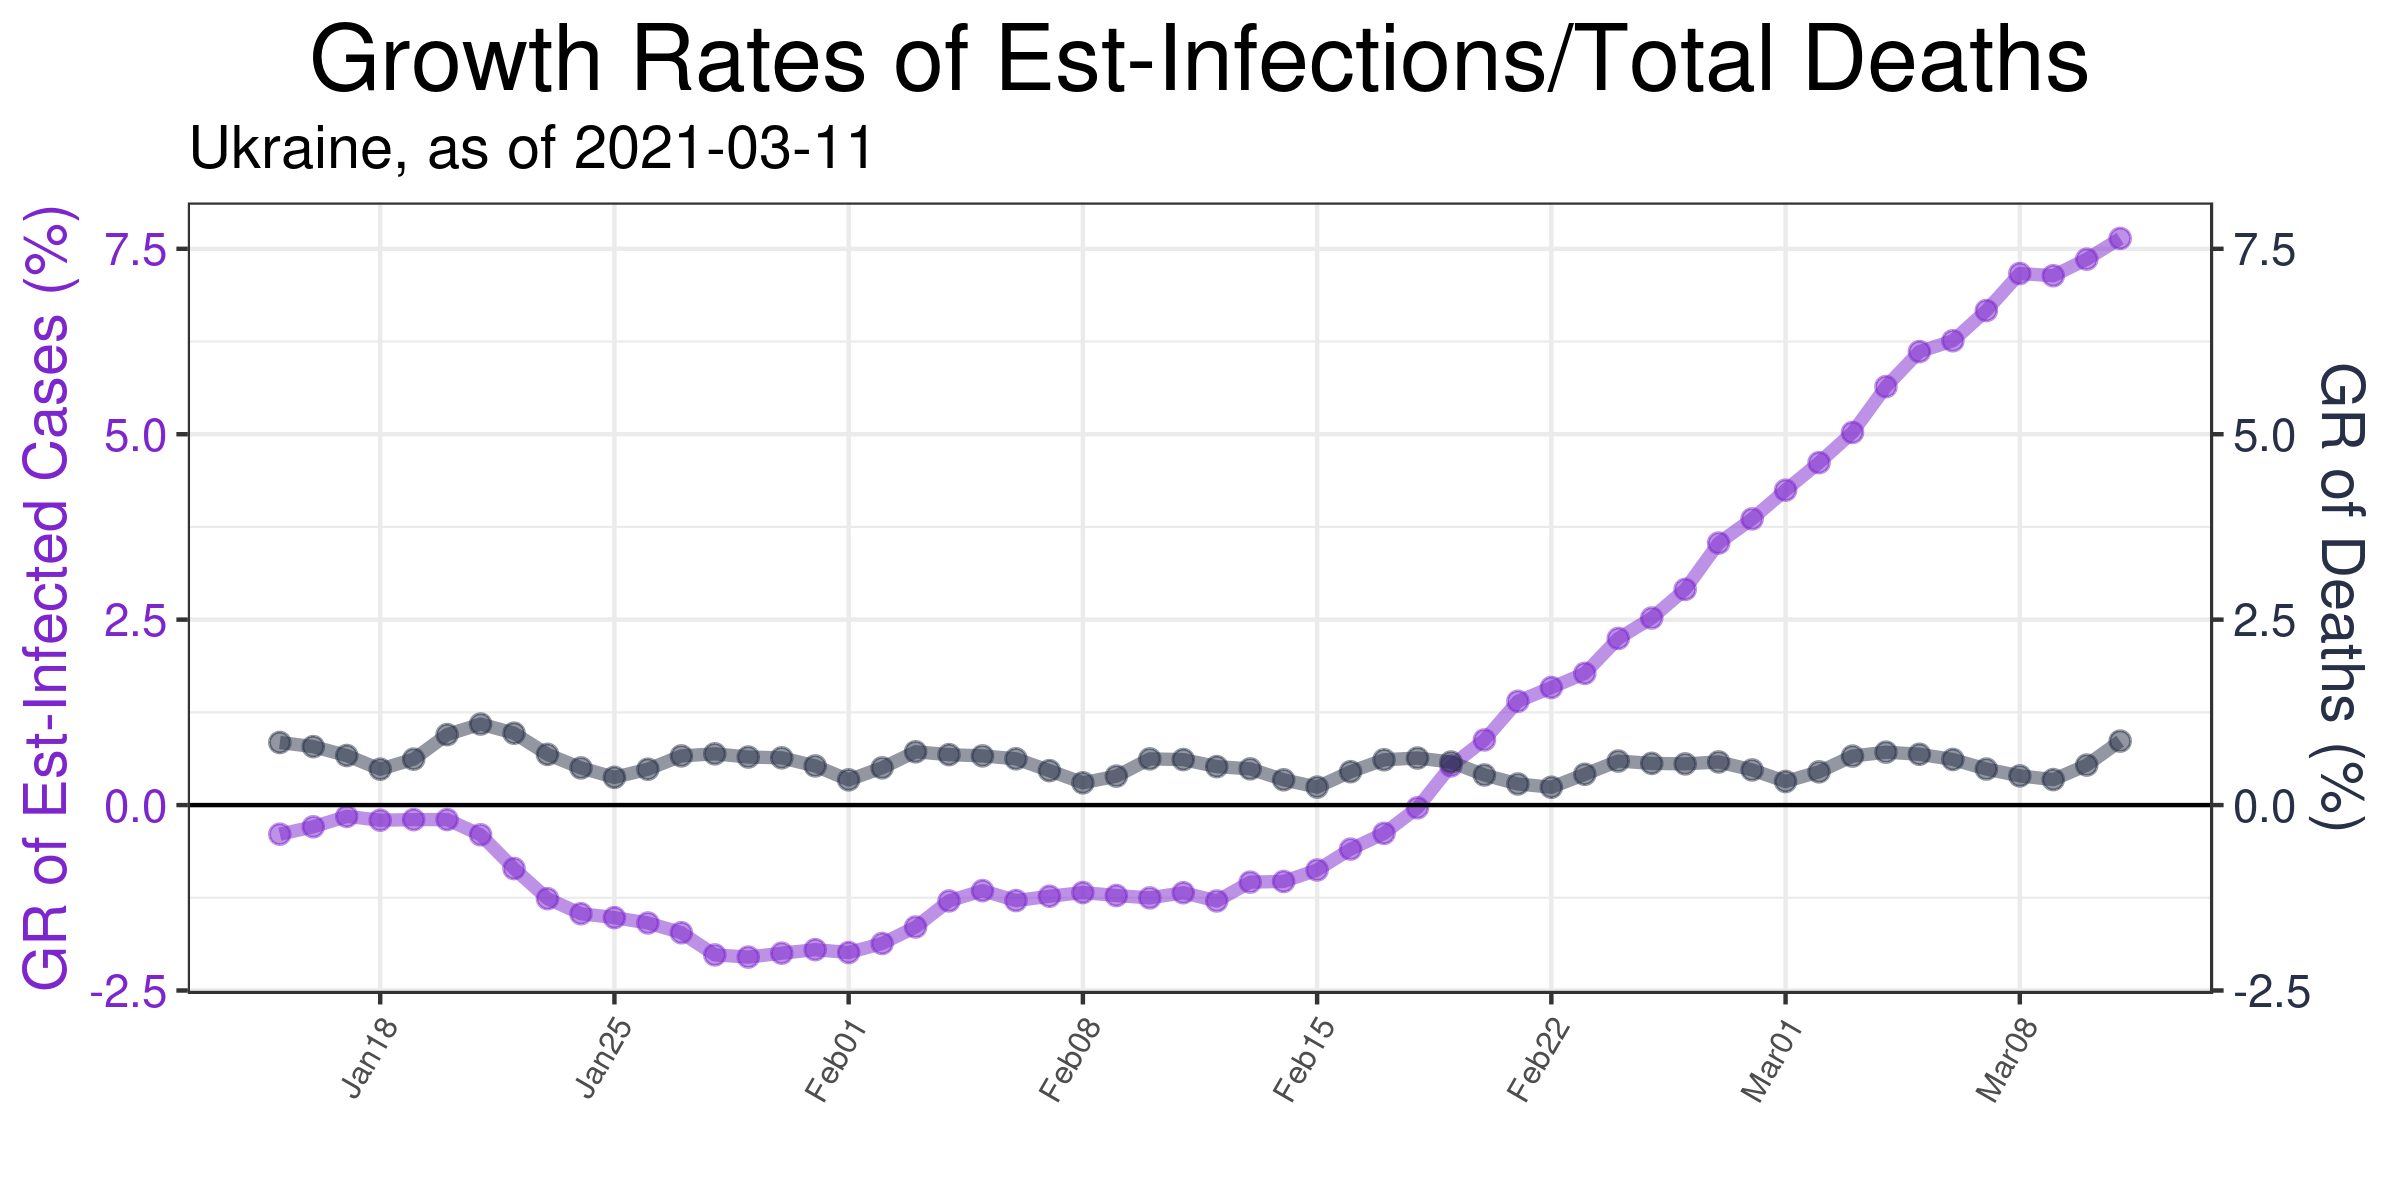 Growth Rates of Est-Infections/Total Deaths
Ukraine, as of 2021-03-11
GR of Est-Infected Cases (%)
7.5
5.0
2.5
0.0
-2.5
7.5
5.0
2.5
0.0
-2.5
GR of Deaths (%)
Jan18
Jan25
Feb01
Feb08
Feb15
Feb22
Mar01
Mar08